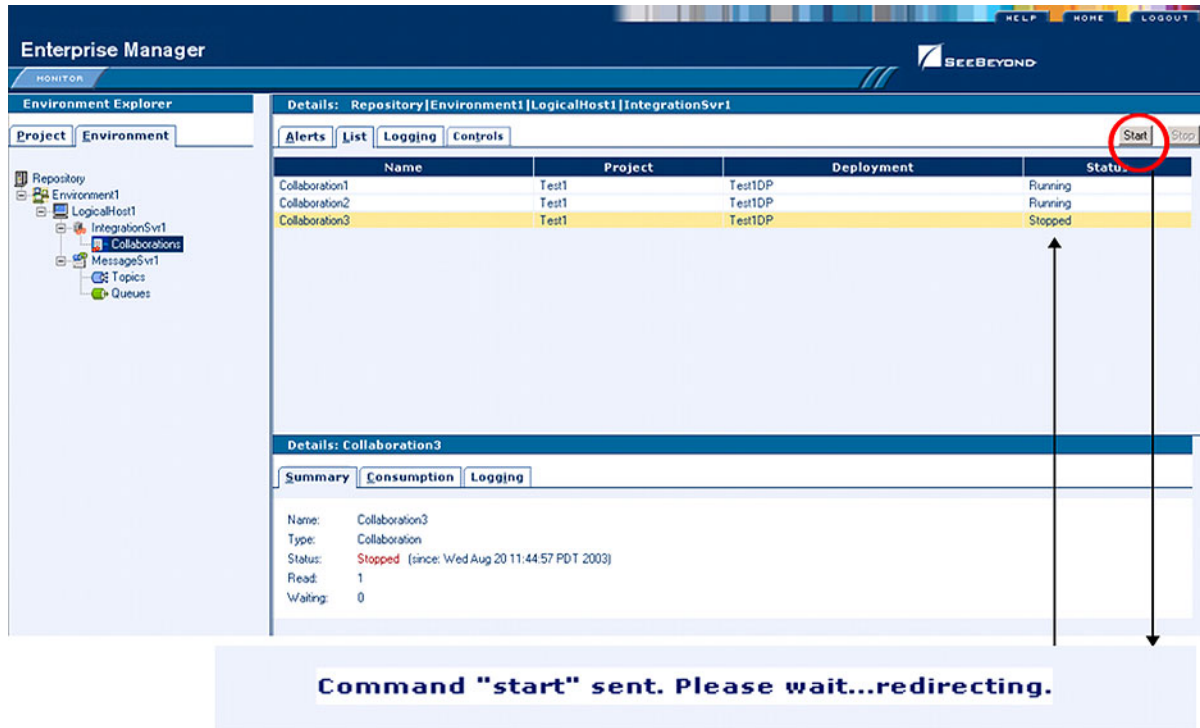 HELP HOME LOGOUT
Enterprise Manager
SEEBEYOND
MONITOR
Environment Explorer
Project Environment
Repository
Environment1
LogicalHost1
IntegrationSvr1
Collaborations
MessageSvr1
Topics
Queues
Details: Repository|Environment1|LogicalHost1|IntegrationSvr1
Alerts List Logging Controls Start Stop
Name Project Deployment Status
Collaboration1 Test1 Test1DP Running
Collaboration2 Test1 Test1DP Running
Collaboration3 Test1 Test1DP Stopped
Details: Collaboration3
Summary Consumption Logging
Name: Collaboration3
Type: Collaboration
Status: Stopped (since: Wed Aug 20 11:44:57 PDT 2003)
Read: 1
Waiting: 0
Command "start" sent. Please wait...redirecting.